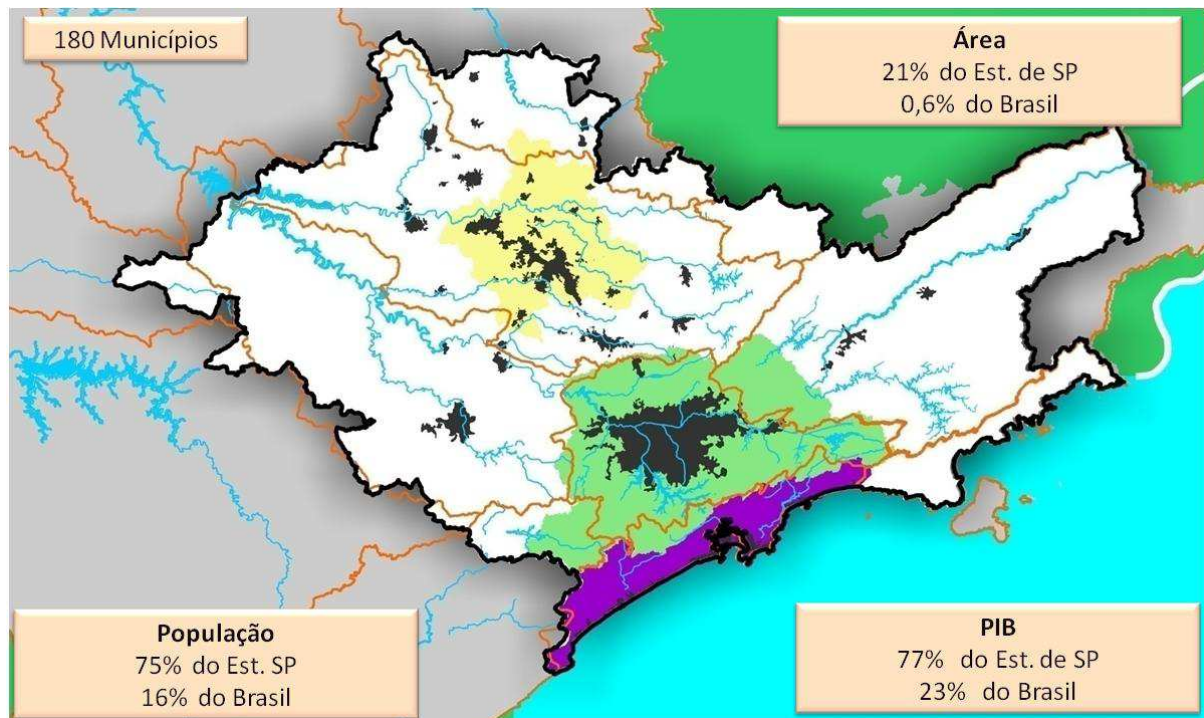 180 Municípios
Área
21% do Est. de SP
0,6% do Brasil
População
75% do Est. SP
16% do Brasil
PIB
77% do Est. de SP
23% do Brasil